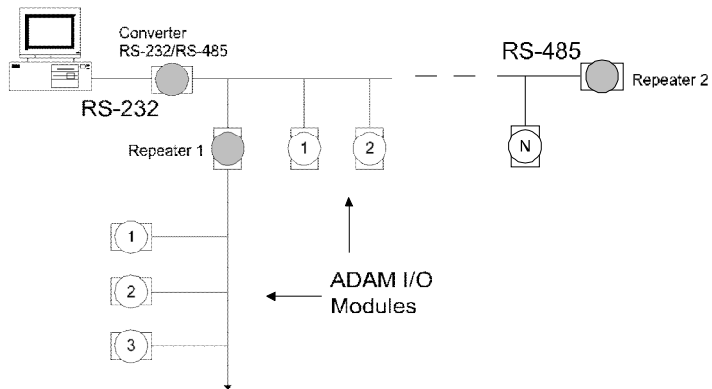 Converter
RS-232/RS-485
RS-485
RS-232
Repeater 2
Repeater 1
1
2
N
1
2
3
ADAM I/O
Modules